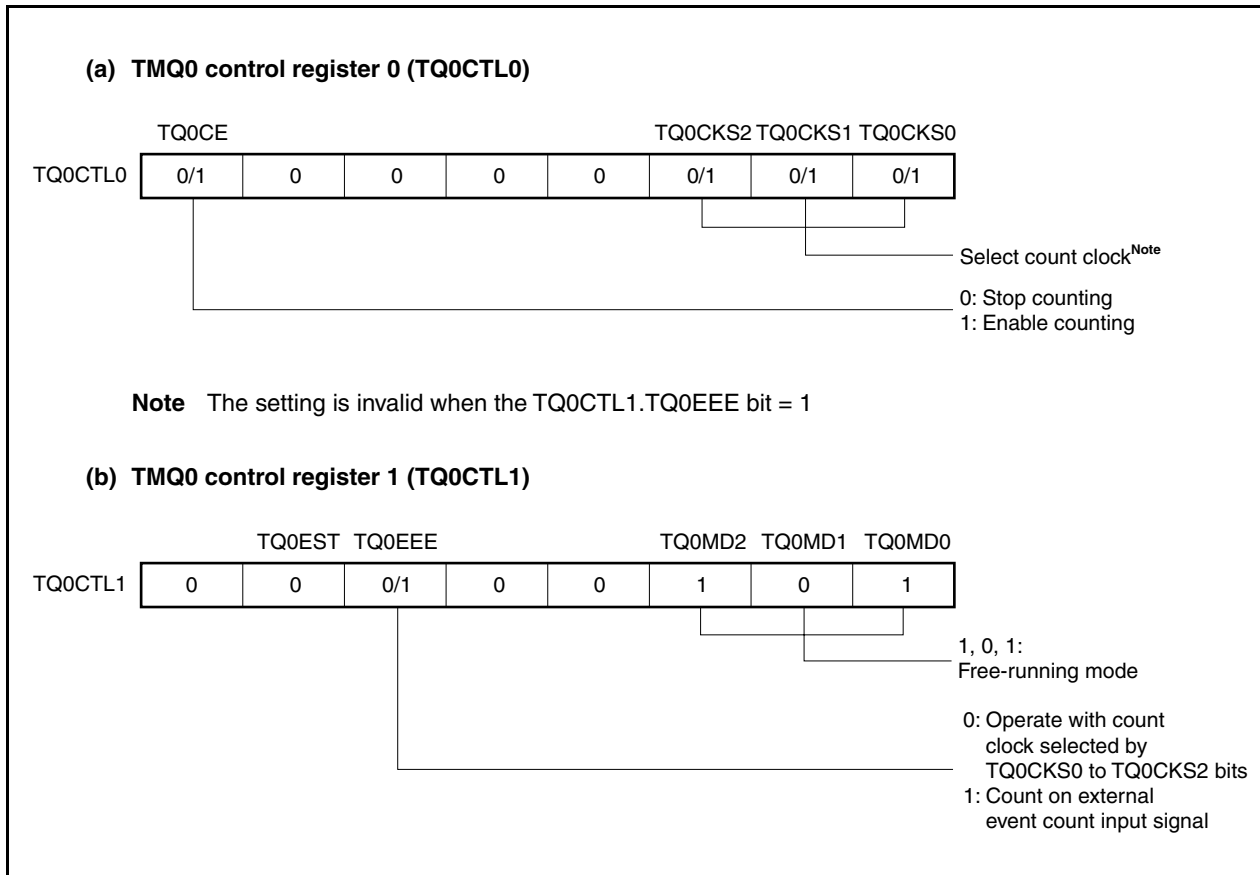 (a) TMQ0 control register 0 (TQ0CTL0)
TQ0CE TQ0CKS2 TQ0CKS1 TQ0CKS0
TQ0CTL0 0/1 0 0 0 0 0/1 0/1 0/1
Select count clockNote
0: Stop counting
1: Enable counting
Note The setting is invalid when the TQ0CTL1.TQ0EEE bit = 1
(b) TMQ0 control register 1 (TQ0CTL1)
TQ0EST TQ0EEE TQ0MD2 TQ0MD1 TQ0MD0
TQ0CTL1 0 0 0/1 0 0 1 0 1
1, 0, 1:
Free-running mode
0: Operate with count
clock selected by
TQ0CKS0 to TQ0CKS2 bits
1: Count on external
event count input signal